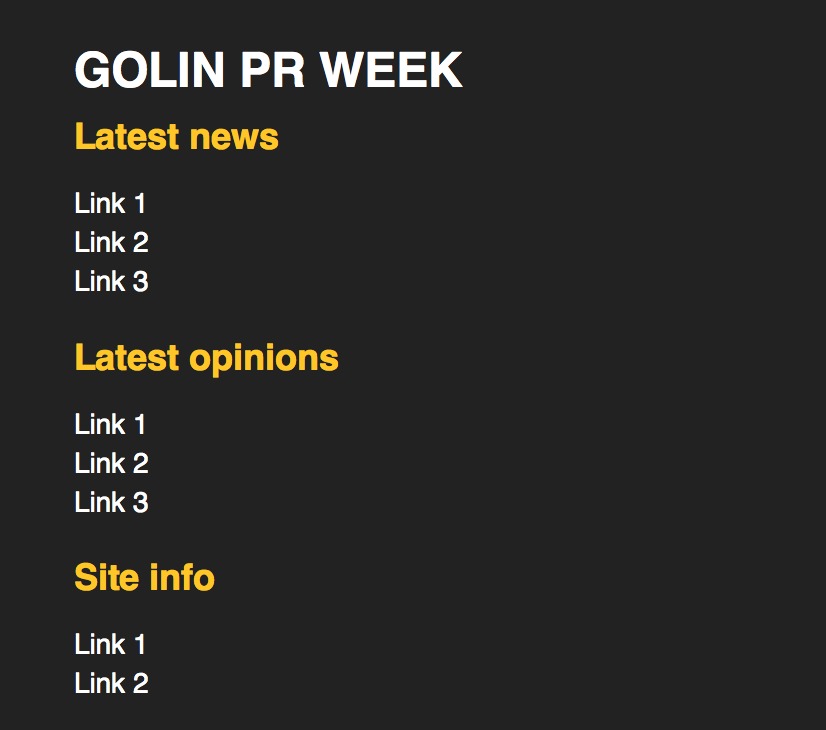 GOLIN PR WEEK
Latest news
Link 1
Link 2
Link 3
Latest opinions
Link 1
Link 2
Link 3
Site info
Link 1
Link 2